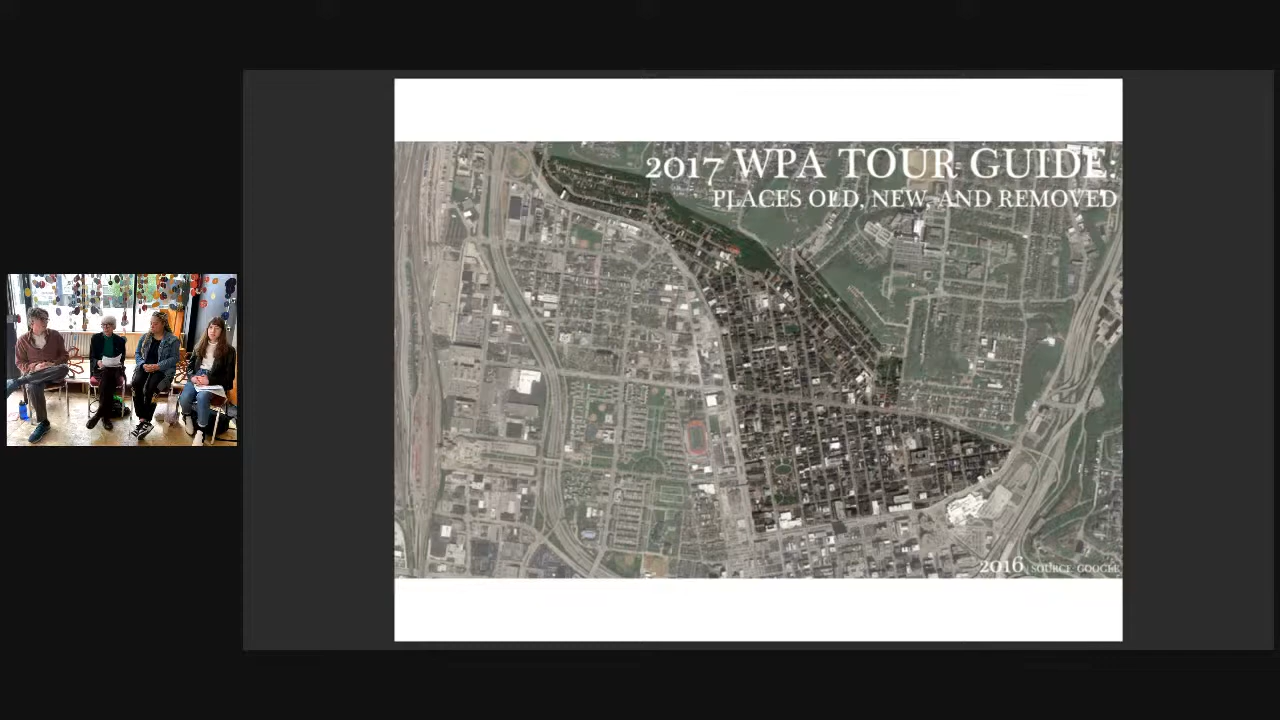 2017 WPA TOUR GUIDE:
PLACES OLD, NEW, AND REMOVED
2016 | SOURCE: GOOGLE